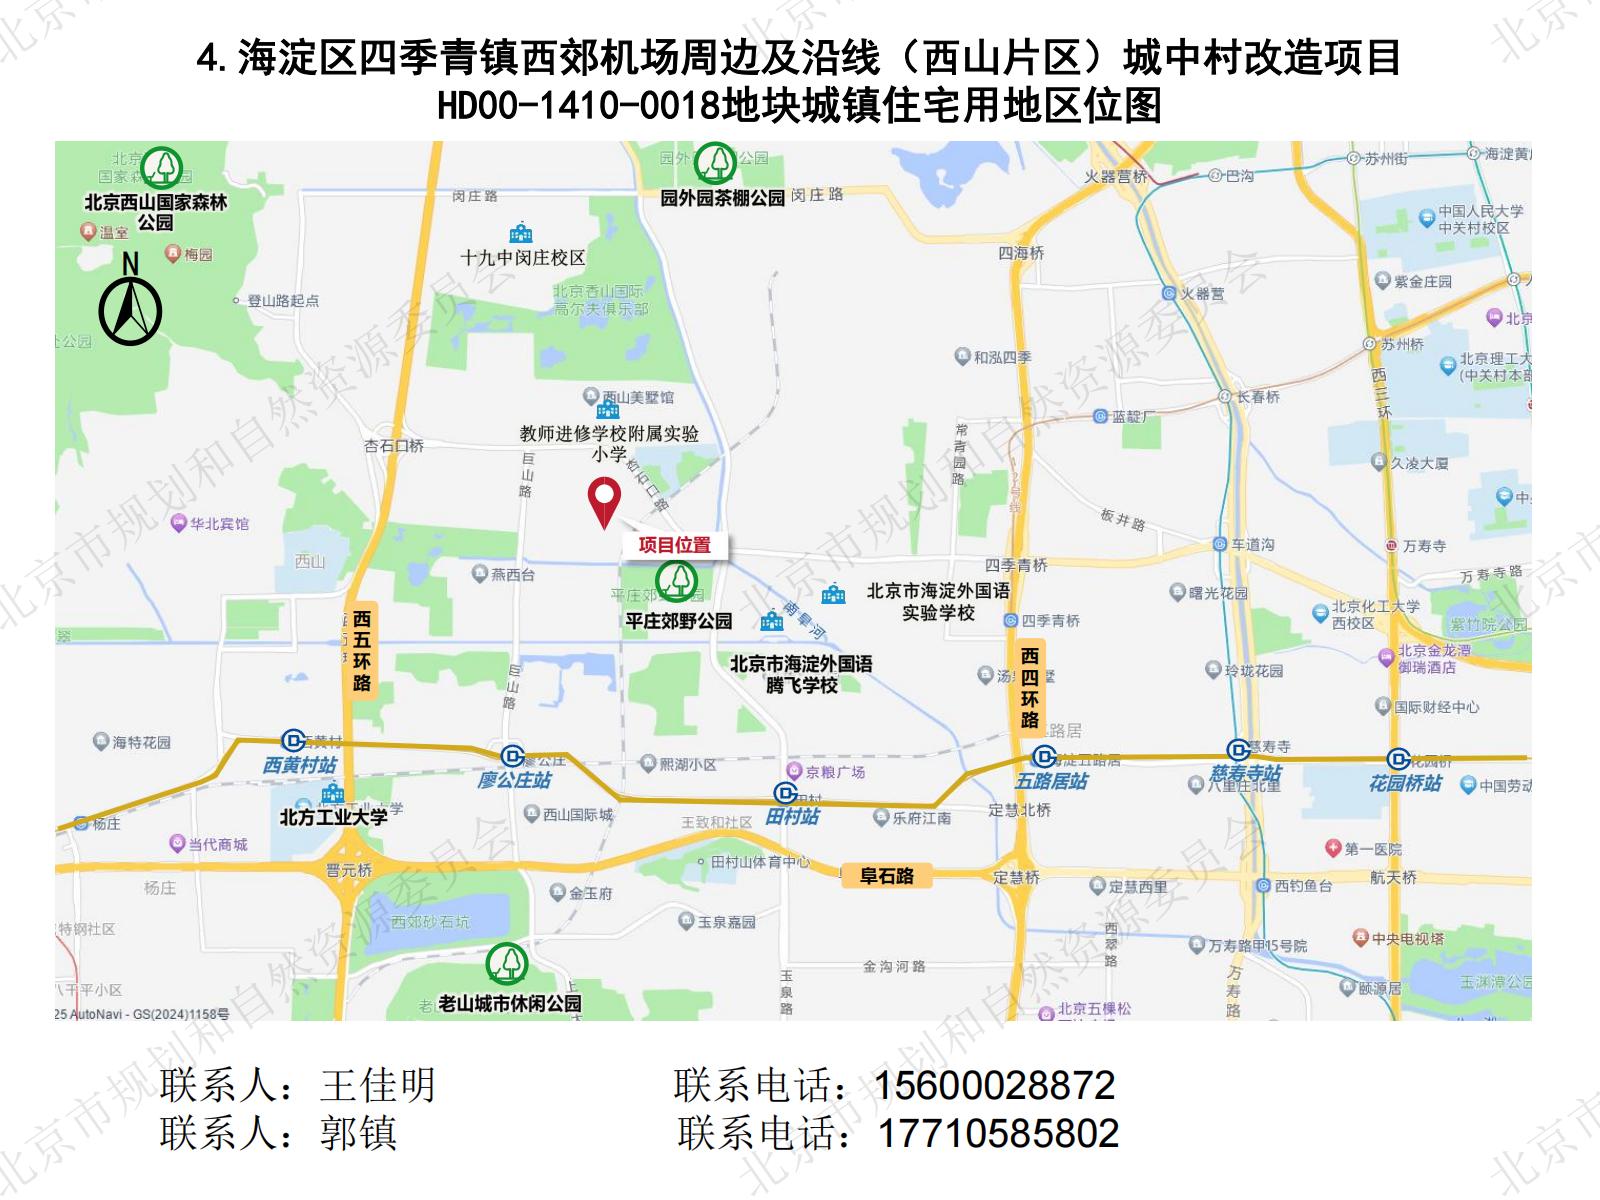 4.海淀区四季青镇西郊机场周边及沿线（西山片区）城中村改造项目
HD00-1410-0018地块城镇住宅用地区位图
北京西山国家森林
公园
温室
梅园
N
登山路起点
闵庄路
十九中闵庄校区
北京香山国际
高尔夫俱乐部
园外园茶棚公园
闵庄路
火器营桥
巴沟
苏州街
海淀黄
中国人民大学
中关村校区
四海桥
火器营
紫金庄园
苏州桥
北京理工大
(中关村本部
西三环
和泓四季
长春桥
蓝靛厂
西山美墅馆
教师进修学校附属实验
小学
杏石口桥
巨山路
杏石口路
常青园路
久凌大厦
华北宾馆
项目位置
板井路
车道沟
万寿寺
万寿寺路
西山
燕西台
四季青桥
平庄郊野公园
南旱河
北京市海淀外国语
实验学校
四季青桥
曙光花园
北京化工大学
西校区
紫竹院公园
西五环路
巨山路
北京市海淀外国语
腾飞学校
西四环路
玲珑花园
北京金龙潭
御瑞酒店
国际财经中心
海特花园
西黄村站
廖公庄站
熙湖小区
京粮广场
田村站
五路居站
慈寿寺
慈寿寺站
八里庄北里
花园桥站
中国劳动
杨庄
北方工业大学
西山国际城
王致和社区
乐府江南
定慧北桥
当代商城
晋元桥
田村山体育中心
阜石路
定慧桥
定慧西里
第一医院
西钓鱼台
航天桥
杨庄
金玉府
西郊砂石坑
玉泉嘉园
特钢社区
西翠路
万寿路甲15号院
中央电视塔
金沟河路
玉泉路
万寿路
颐源居
玉渊潭公
八千平小区
老山城市休闲公园
北京五棵松
25 AutoNavi - GS(2024)1158号
联系人：王佳明
联系电话：15600028872
联系人：郭镇
联系电话：17710585802
北京市规划和自然资源委员会